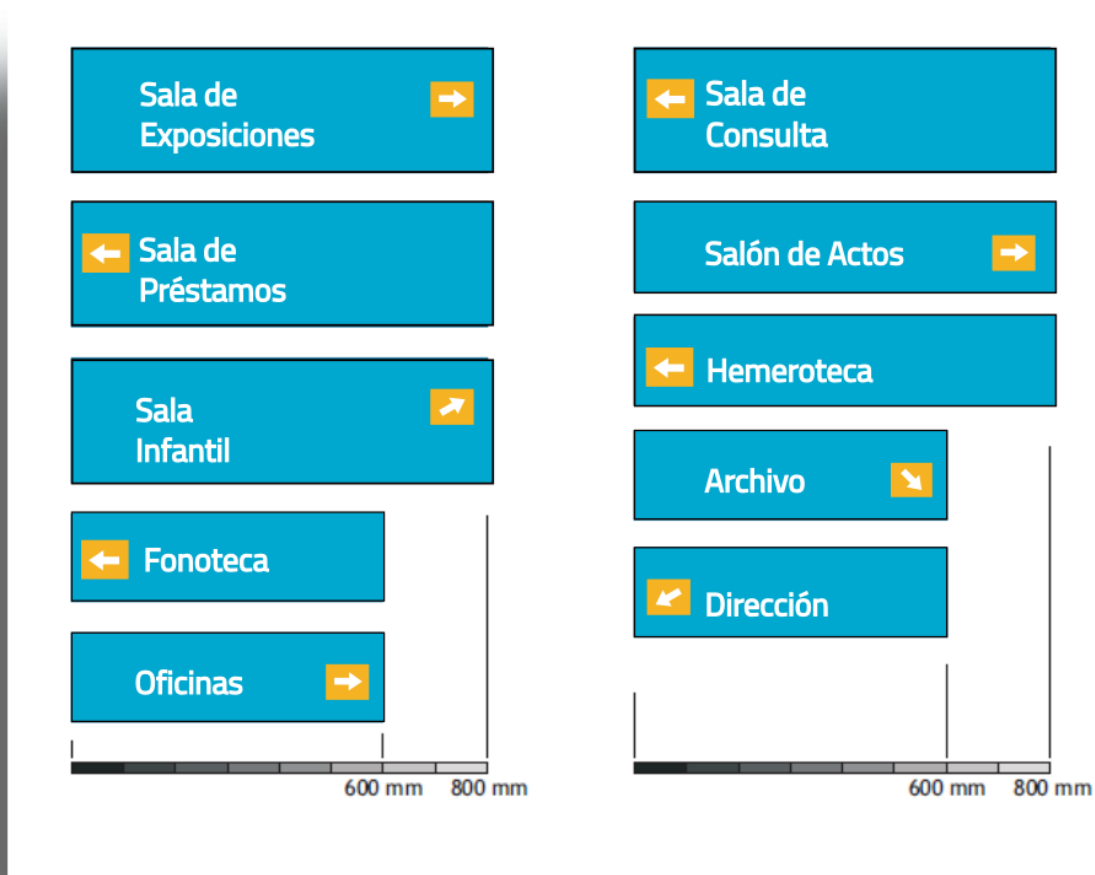 Sala de
Exposiciones
Sala de
Préstamos
Sala
Infantil
Fonoteca
Oficinas
600 mm
800 mm
Sala de
Consulta
Salón de Actos
Hemeroteca
Archivo
Dirección
600 mm
800 mm